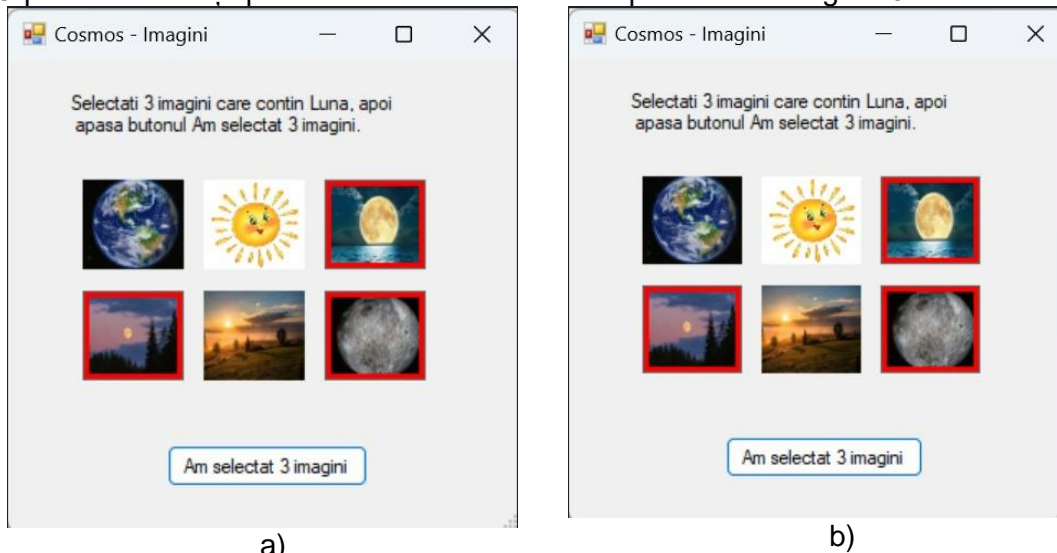 Cosmos - Imagini
Selectati 3 imagini care contin Luna, apoi
apasa butonul Am selectat 3 imagini.
Am selectat 3 imagini
a)
Cosmos - Imagini
Selectati 3 imagini care contin Luna, apoi
apasa butonul Am selectat 3 imagini.
Am selectat 3 imagini
b)